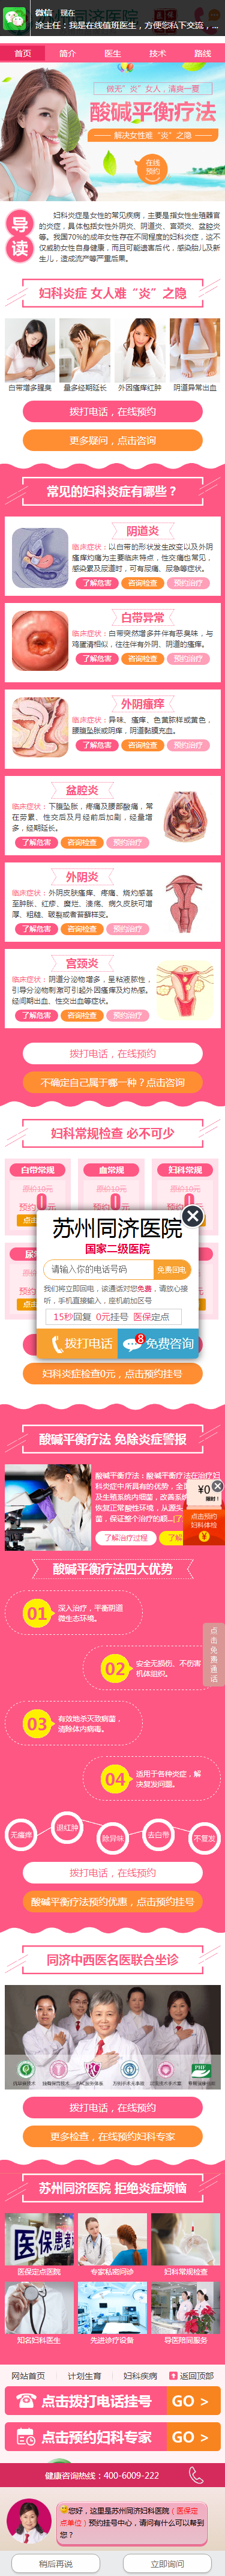 微信 现在
涂主任：我是在线值班医生，方便您私下交流，...
首页 简介 医生 技术 路线
微无“炎”女人，清爽一夏
酸碱平衡疗法
解决女性难“炎”之隐
在线
预约
导读
妇科炎症是女性的常见疾病，主要是指女性生殖器官
的炎症，具体包括女性外阴炎、阴道炎、宫颈炎、盆腔炎
等。我国70%的成年女性存在不同程度的妇科炎症，这不
仅威胁女性自身健康，而且可能遗害后代，感染胎儿及新
生儿，造成流产等严重后果。
妇科炎症 女人难“炎”之隐
白带增多腥臭 量多经期延长 外因瘙痒红肿 阴道异常出血
拨打电话，在线预约
更多疑问，点击咨询
常见的妇科炎症有哪些？
阴道炎
临床症状：以白带的形状发生改变以及外阴
瘙痒灼痛为主要临床特点，性交痛也常见，
感染累及尿道时，可有尿痛、尿急等症状。
了解危害 咨询检查 预约治疗
白带异常
临床症状：白带突然增多并伴有恶臭味，与
鸡蛋清相似，往往伴有外阴、阴道的瘙痒。
了解危害 咨询检查 预约治疗
外阴瘙痒
临床症状：异味、瘙痒、色黄脓样或黄色，
腰腹坠胀或阴痒，阴道黏膜充血。
了解危害 咨询检查 预约治疗
盆腔炎
临床症状：下腹坠胀，疼痛及腰部酸痛，常
在劳累、性交后及月经前后加剧，经量增
多，经期延长。
了解危害 咨询检查 预约治疗
外阴炎
临床症状：外阴皮肤瘙痒、疼痛、烧灼感甚
至肿胀、红疹、糜烂、溃疡，病久皮肤可增
厚、粗糙、皲裂或者苔藓样变。
了解危害 咨询检查 预约治疗
宫颈炎
临床症状：阴道分泌物增多，呈粘液脓性，
引导分泌物刺激可引起外因瘙痒及灼热感。
经间期出血、性交出血等症状。
了解危害 咨询检查 预约治疗
拨打电话，在线预约
不确定自己属于哪一种？点击咨询
妇科常规检查 必不可少
白带常规 血常规 妇科常规
原价10元 原价10元 原价10元
苏州同济医院
国家二级医院
请输入你的电话号码 免费回电
我们将立即回电，该通话对您免费，请放心接
听，手机直接输入，座机前加区号
15秒回复 0元挂号 医保定点
拨打电话 8 免费咨询
妇科炎症检查0元，点击预约挂号
酸碱平衡疗法 免除炎症警报
酸碱平衡疗法：酸碱平衡疗法在治疗妇
科炎症中所具有的优势，全
及生殖系统内细菌，改善系统
恢复正常酸性环境，从源头
菌，保证整个治疗的超...[了
了解治疗过程
¥0
限时！
点击预约
妇科体检
¥
酸碱平衡疗法四大优势
01 深入治疗，平衡阴道
微生态环境。
点击免费通话
02 安全无损伤、不伤害
机体组织。
03 有效地杀灭致病菌，
清除体内病毒。
04 适用于各种炎症，解
决复发问题。
无瘙痒 退红肿 除异味 去白带 不复发
拨打电话，在线预约
酸碱平衡疗法预约优惠，点击预约挂号
同济中西医名医联合坐诊
拨打电话，在线预约
更多检查，在线预约妇科专家
苏州同济医院 拒绝炎症烦恼
医保定点医院 专家私密问诊 妇科常规检查
知名妇科医生 先进诊疗设备 导医陪同服务
网站首页 计划生育 妇科疾病 返回顶部
点击拨打电话挂号 GO >
点击预约妇科专家 GO >
健康咨询热线：400-6009-222
您好，这里是苏州同济妇科医院（医保定
点单位）预约挂号中心，请问有什么可以帮到
您？
稍后再说 立即询问